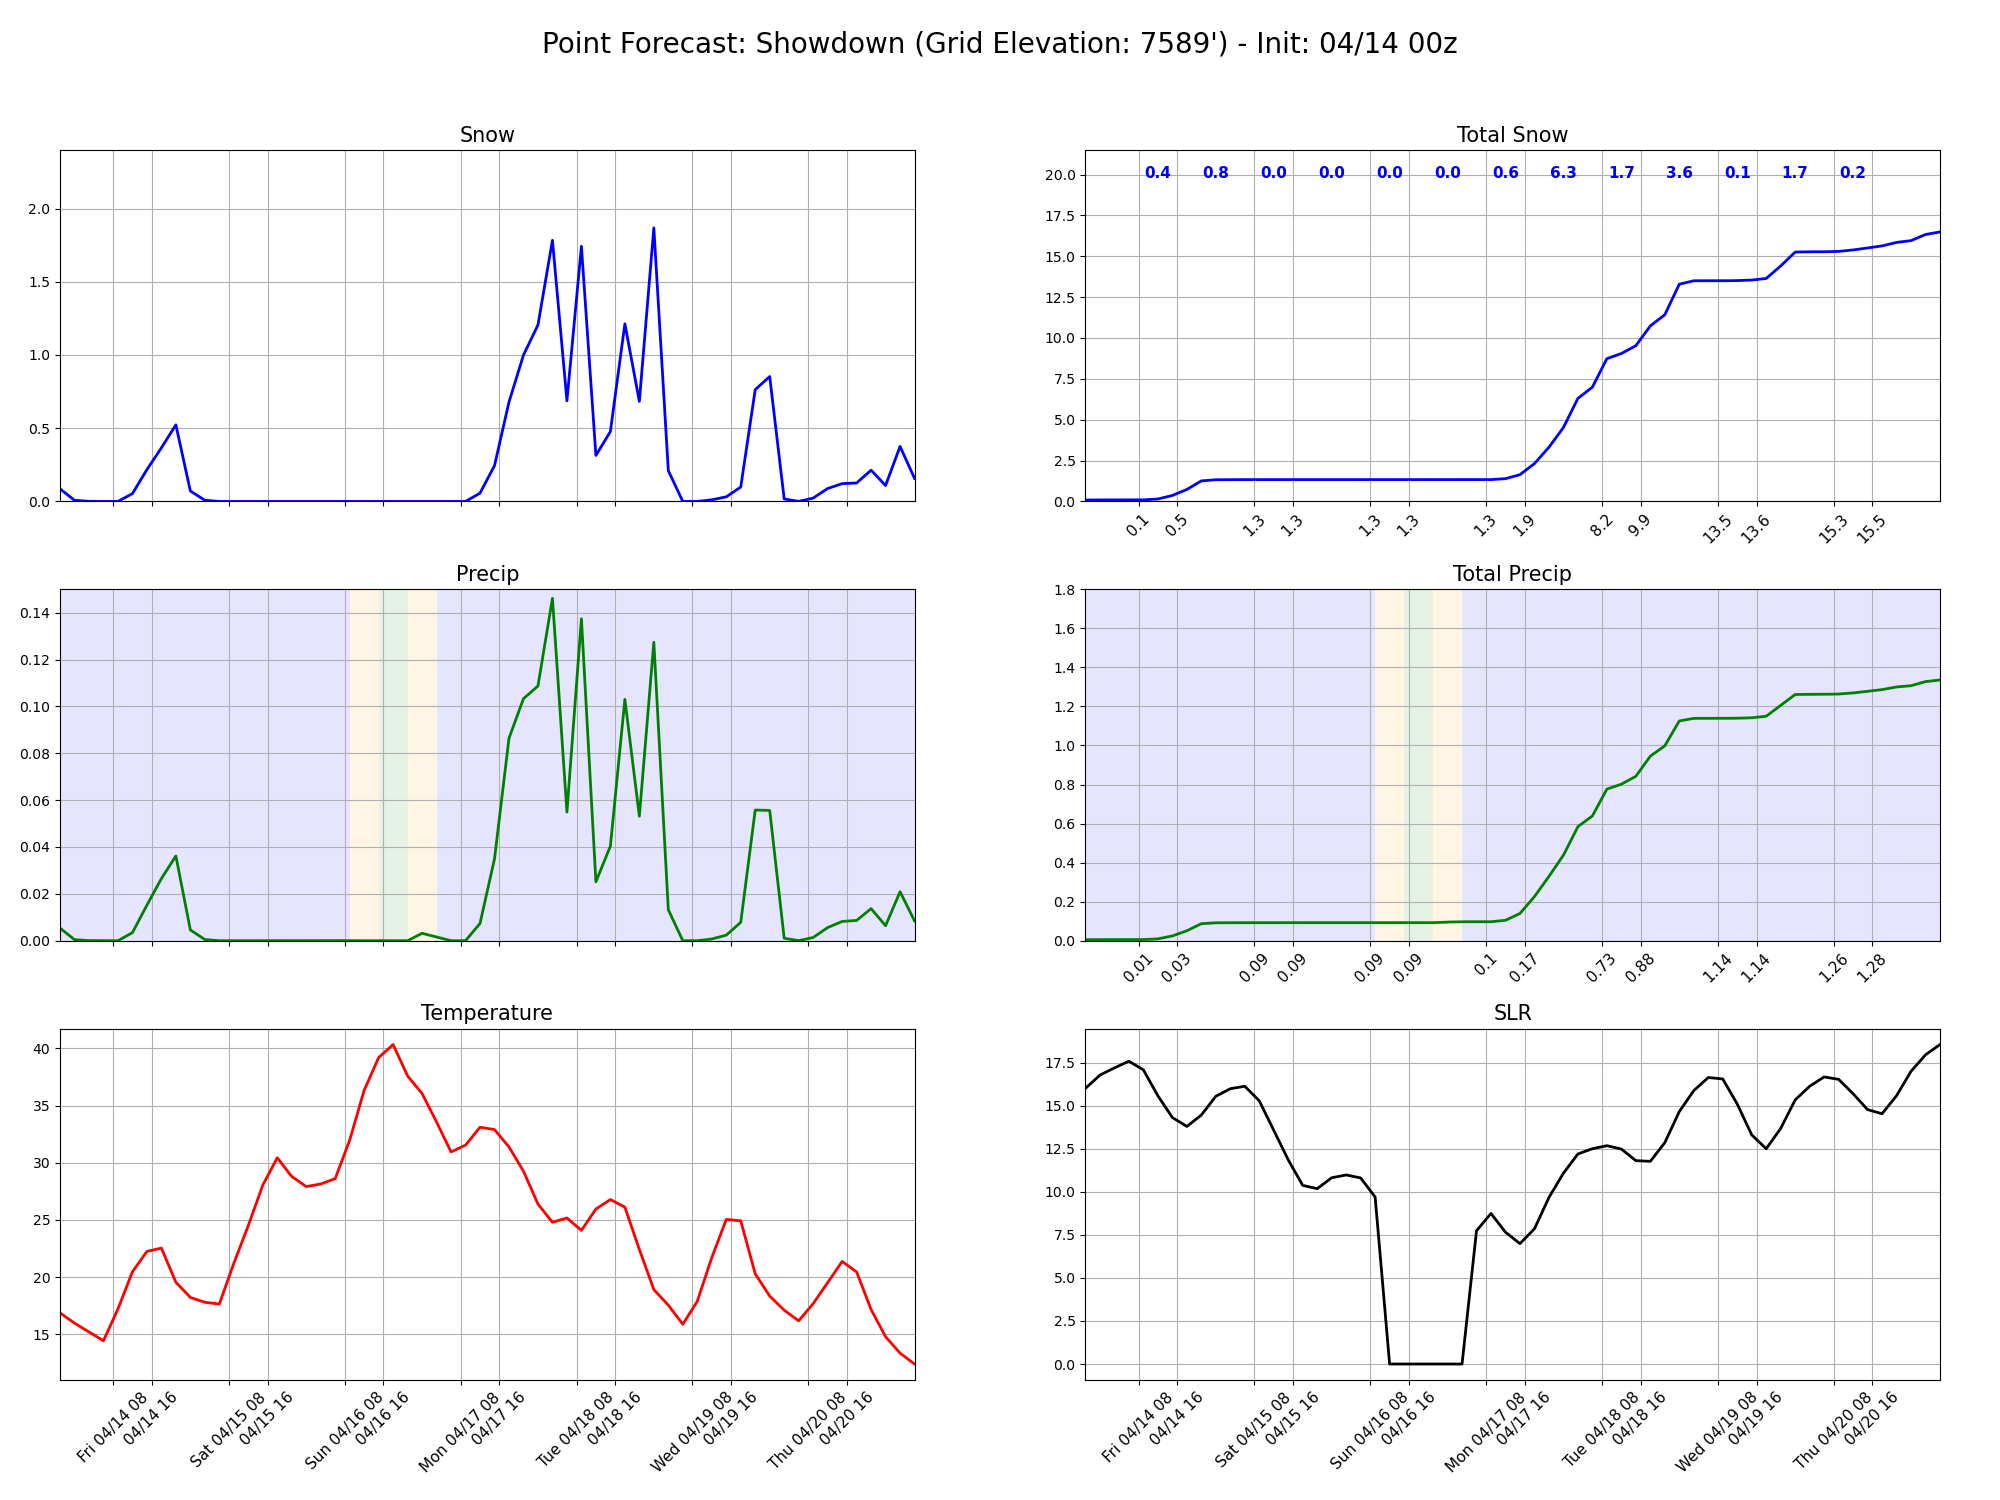 Point Forecast: Showdown (Grid Elevation: 7589') - Init: 04/14 00z
Snow
2.0
1.5
1.0
0.5
0.0
Total Snow
0.4 0.8 0.0 0.0 0.0 0.0 0.6 6.3 1.7 3.6 0.1 1.7 0.2
20.0
17.5
15.0
12.5
10.0
7.5
5.0
2.5
0.0
0.1 0.5 1.3 1.3 1.3 1.3 1.3 1.9 8.2 9.9 13.5 13.6 15.3 15.5
Precip
0.14
0.12
0.10
0.08
0.06
0.04
0.02
0.00
Total Precip
1.8
1.6
1.4
1.2
1.0
0.8
0.6
0.4
0.2
0.0
0.01 0.03 0.09 0.09 0.09 0.09 0.1 0.17 0.73 0.88 1.14 1.14 1.26 1.28
Temperature
40
35
30
25
20
15
Fri 04/14 08
04/14 16
Sat 04/15 08
04/15 16
Sun 04/16 08
04/16 16
Mon 04/17 08
04/17 16
Tue 04/18 08
04/18 16
Wed 04/19 08
04/19 16
Thu 04/20 08
04/20 16
SLR
17.5
15.0
12.5
10.0
7.5
5.0
2.5
0.0
Fri 04/14 08
04/14 16
Sat 04/15 08
04/15 16
Sun 04/16 08
04/16 16
Mon 04/17 08
04/17 16
Tue 04/18 08
04/18 16
Wed 04/19 08
04/19 16
Thu 04/20 08
04/20 16